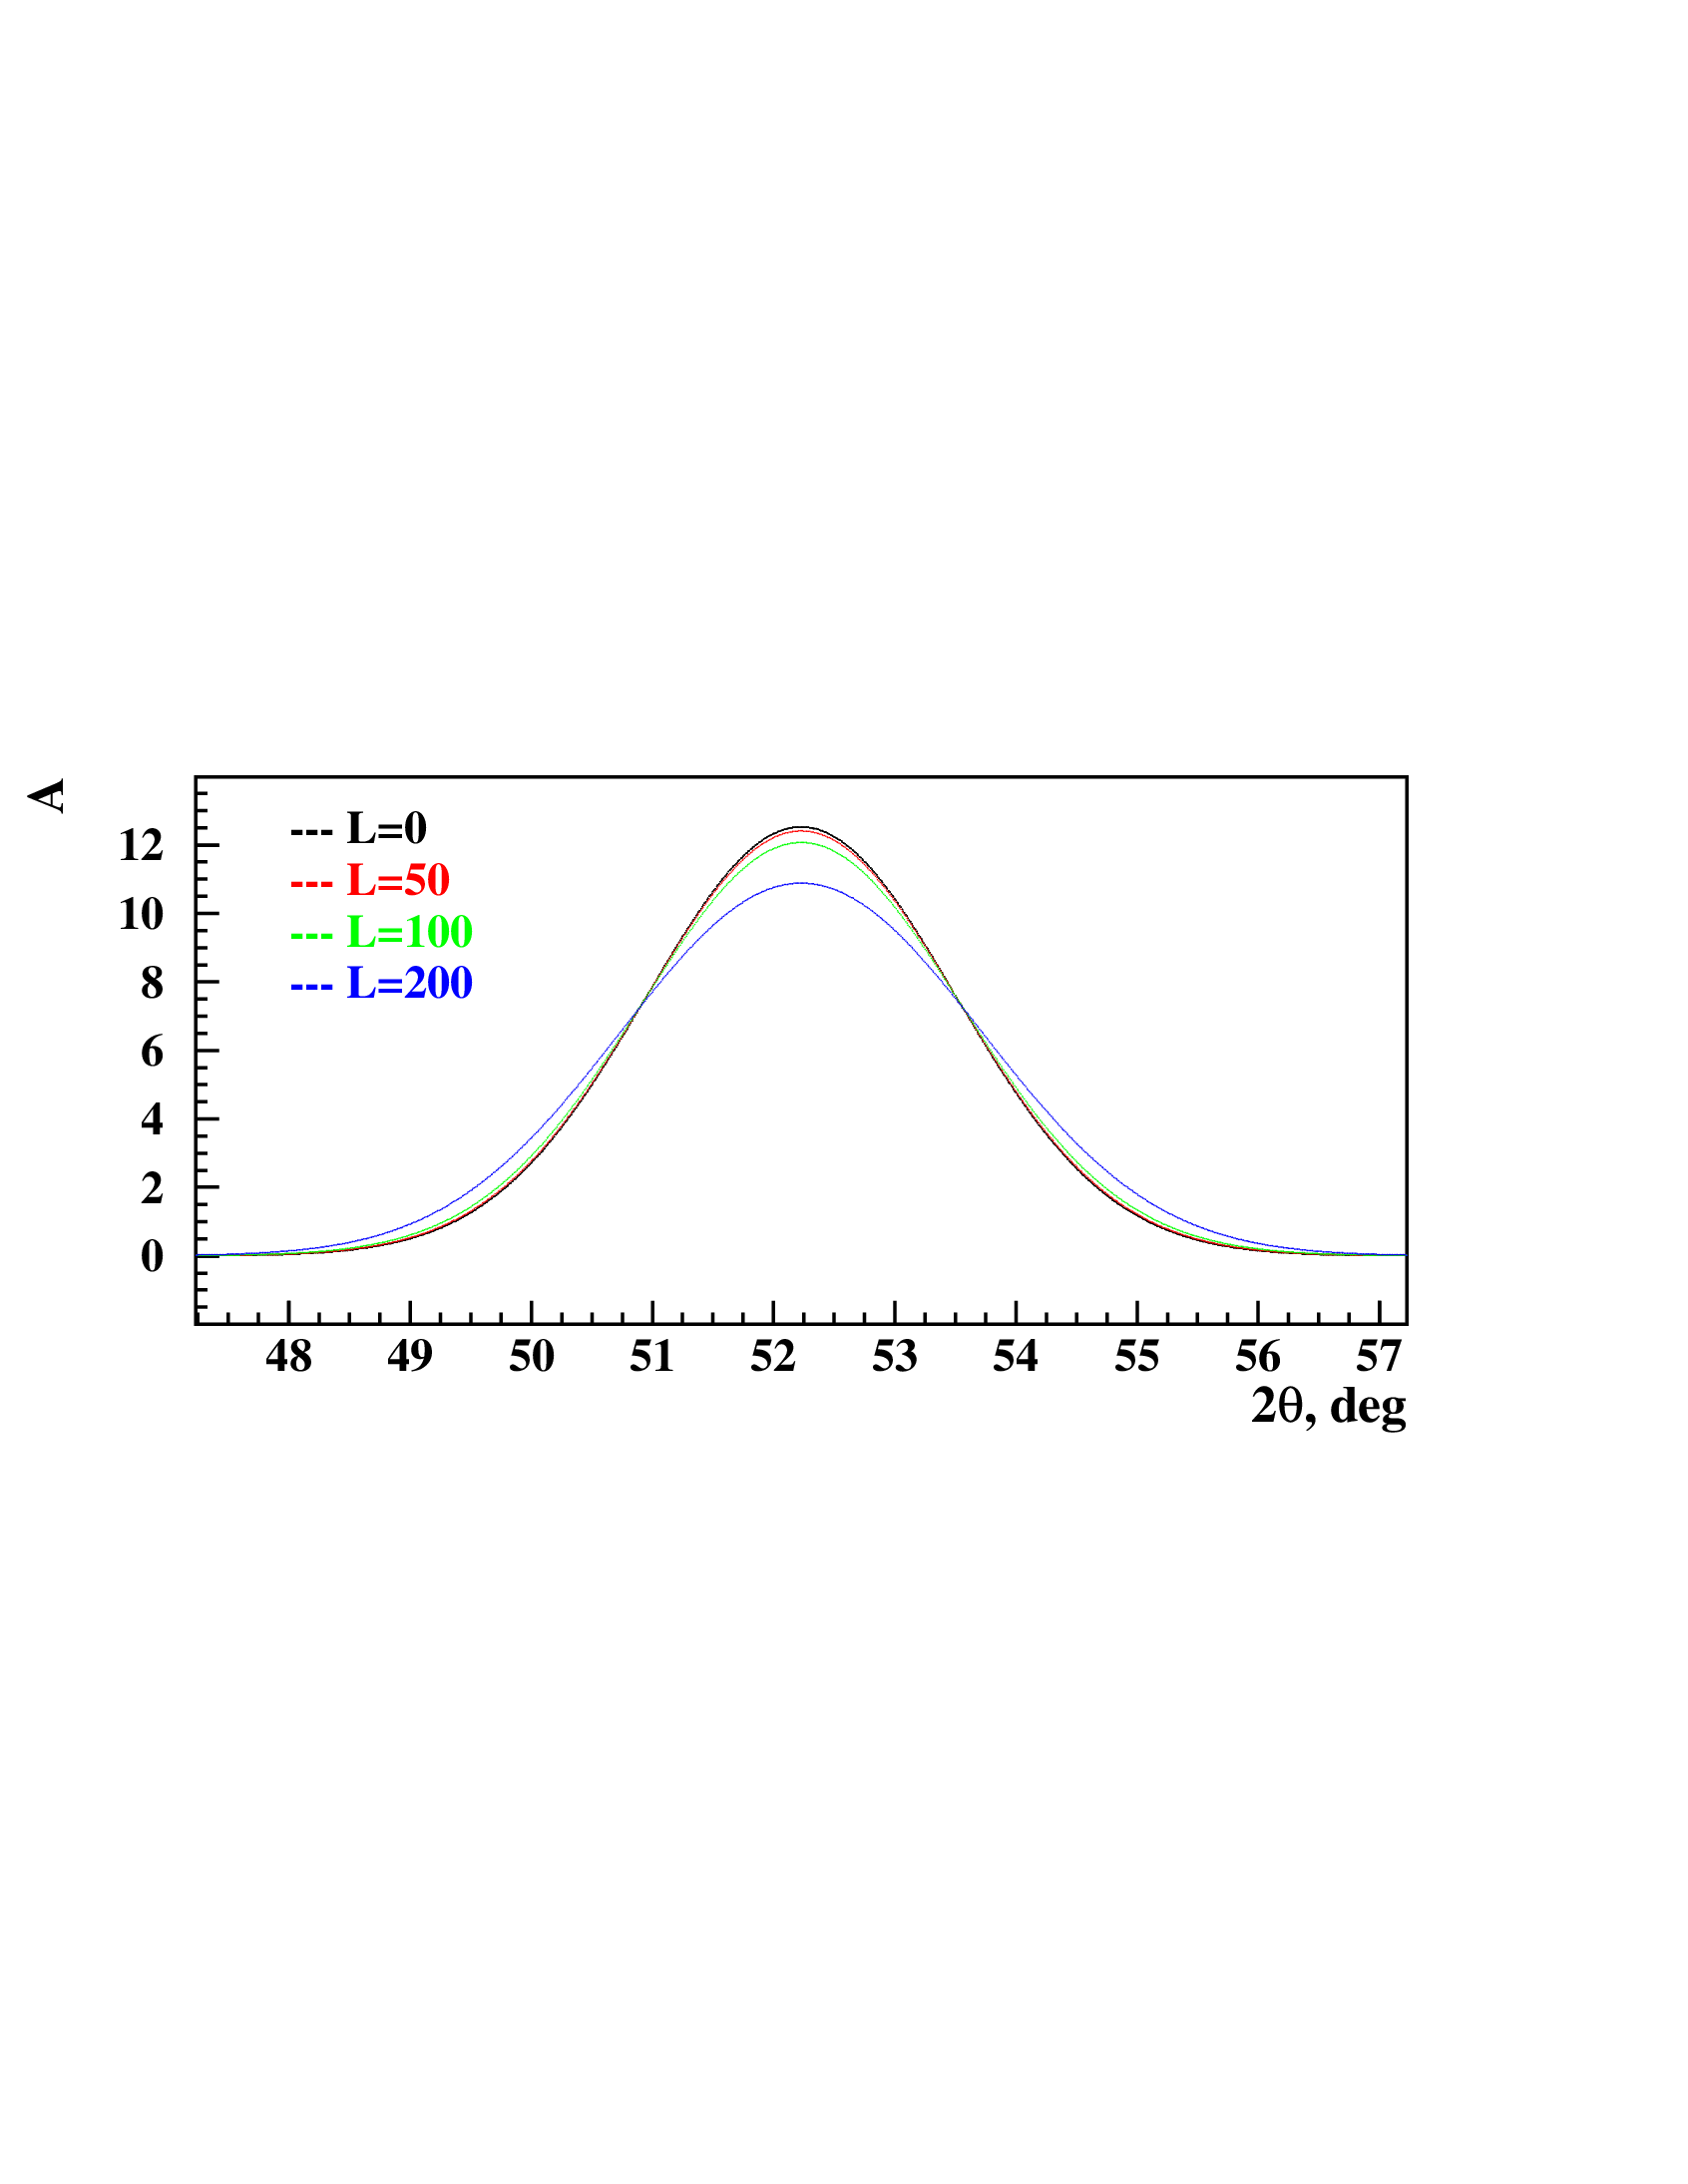 A
--- L=0
--- L=50
--- L=100
--- L=200
12
10
8
6
4
2
0
48 49 50 51 52 53 54 55 56 57
2θ, deg